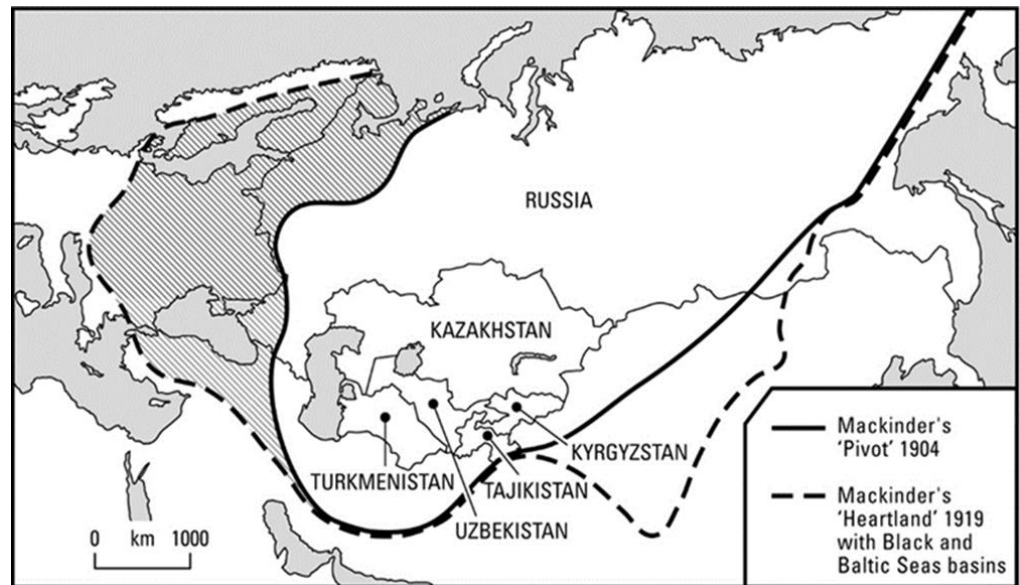 RUSSIA
KAZAKHSTAN
KYRGYZSTAN
TURKMENISTAN
TAJIKISTAN
UZBEKISTAN
0 km 1000
Mackinder's
'Pivot' 1904
Mackinder's
'Heartland' 1919
with Black and
Baltic Seas basins